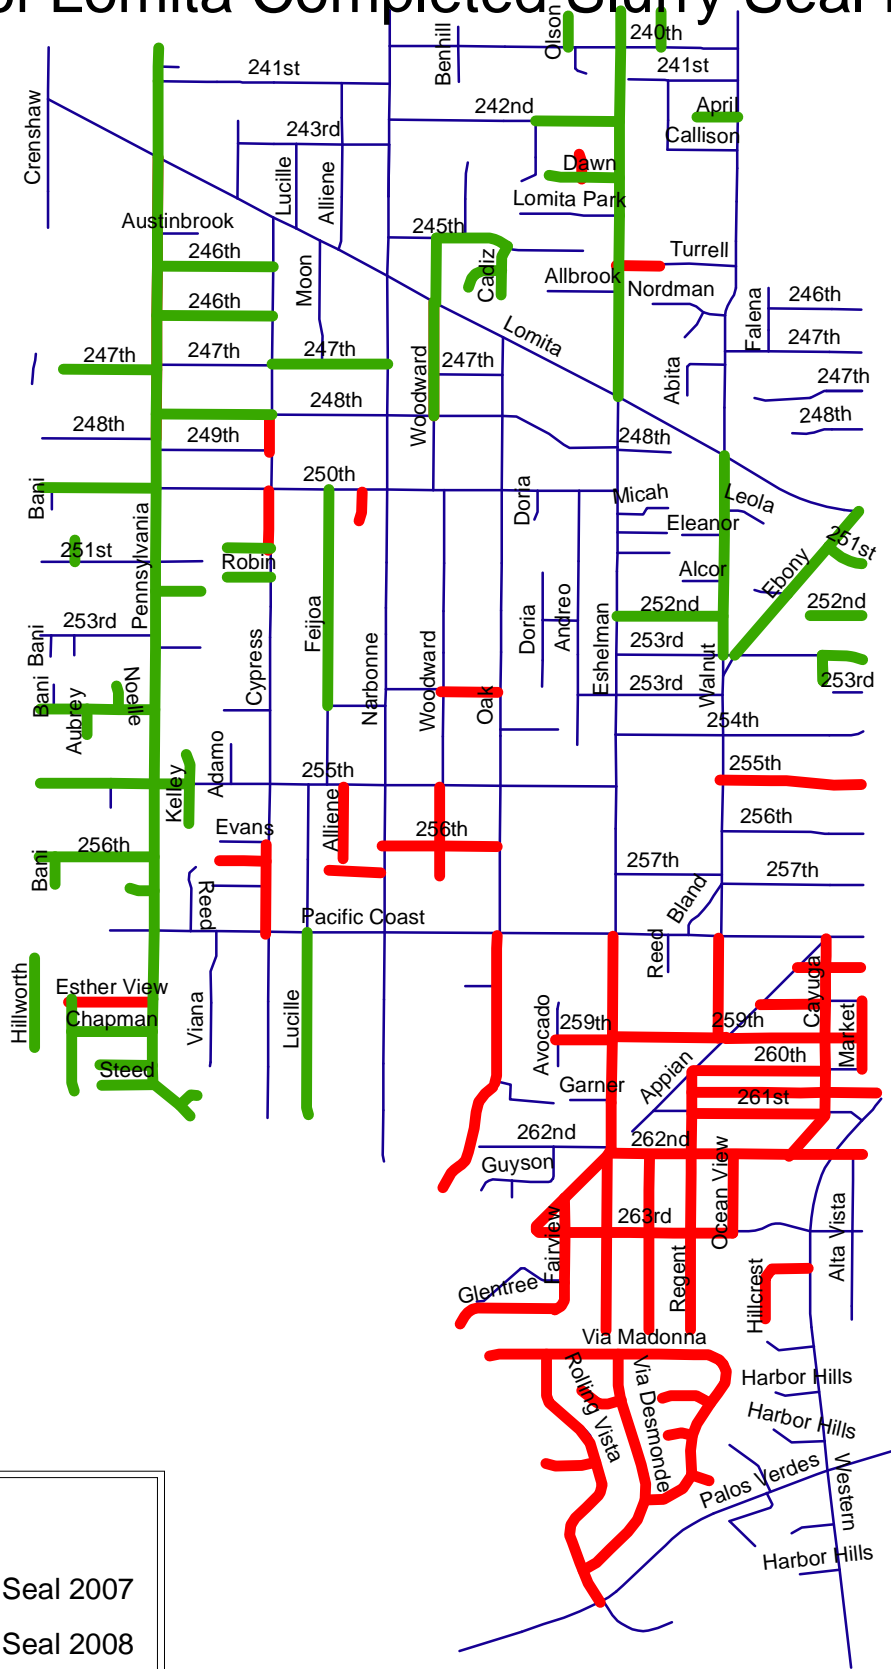 of Lomita Completed Slurry Seal
Olson
240th
Benhill
241st
241st
Crenshaw
242nd
April
243rd
Callison
Lucille
Alliene
Dawn
Lomita Park
Austinbrook
245th
246th
Turrell
Cadiz
Moon
Allbrook
Nordman
246th
246th
Falena
Lomita
247th
247th
247th
247th
247th
Woodward
Abita
247th
248th
248th
248th
249th
248th
250th
Bani
Doria
Micah
Leola
Pennsylvania
Eleanor
251st
251st
Robin
Alcor
Ebony
252nd
252nd
253rd
Bani
Feijoa
Doria
Andreo
253rd
Cypress
Narbonne
Woodward
Oak
Eshelman
Walnut
Bani
Aubrey
Noelle
253rd
253rd
254th
Adamo
Kelley
255th
255th
Alliene
Evans
256th
256th
256th
Bani
257th
257th
Reed
Bland
Pacific Coast
Reed
Hillworth
Esther View
Cayuga
Chapman
Viana
Lucille
Avocado
259th
259th
Market
260th
Steed
Garner
Appian
261st
262nd
262nd
Guyson
Ocean View
263rd
Fairview
Regent
Alta Vista
Glentree
Hillcrest
Via Madonna
Rolling Vista
Via Desmonde
Harbor Hills
Harbor Hills
Palos Verdes
Western
Harbor Hills
Seal 2007
Seal 2008